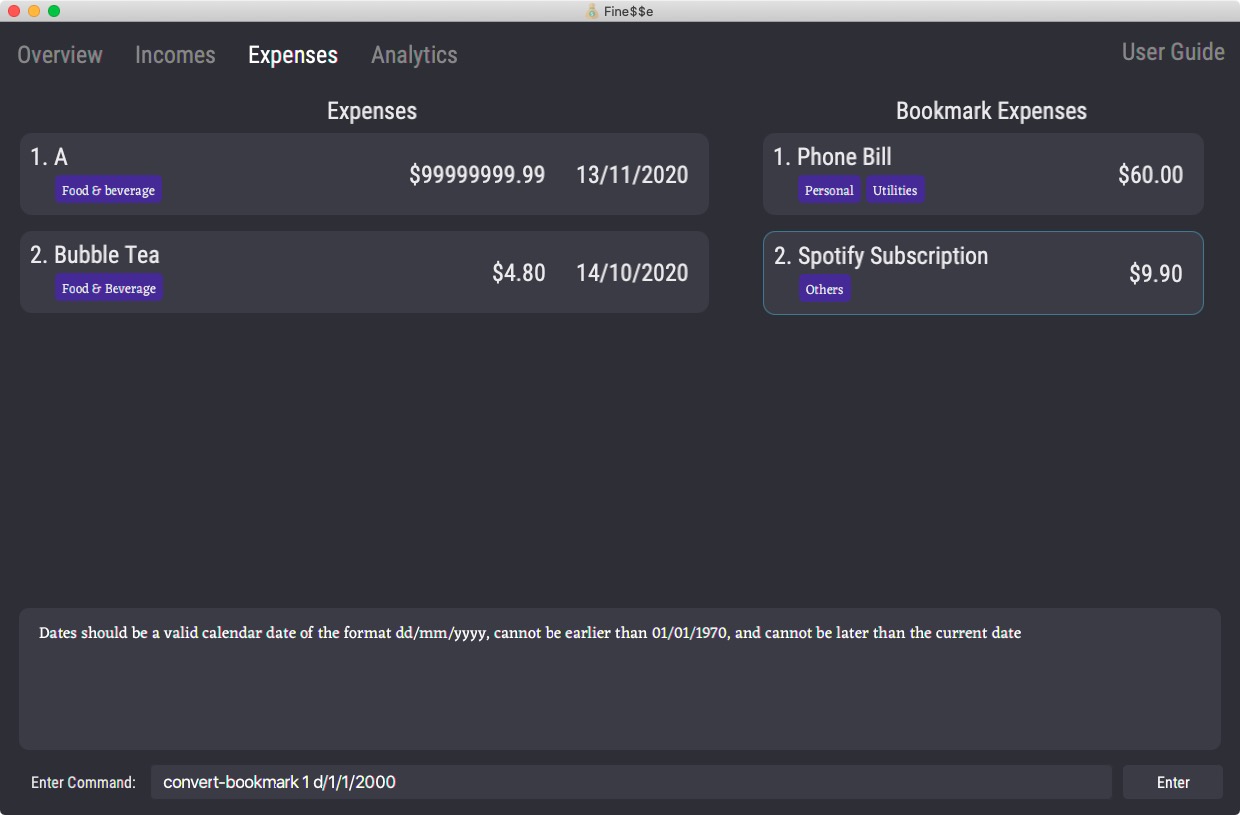 Fine$$e
Overview Incomes Expenses Analytics User Guide
Expenses
1. A
Food & beverage
$99999999.99 13/11/2020
2. Bubble Tea
Food & Beverage
$4.80 14/10/2020
Bookmark Expenses
1. Phone Bill
Personal Utilities
$60.00
2. Spotify Subscription
Others
$9.90
Dates should be a valid calendar date of the format dd/mm/yyyy, cannot be earlier than 01/01/1970, and cannot be later than the current date
Enter Command: convert-bookmark 1 d/1/1/2000 Enter